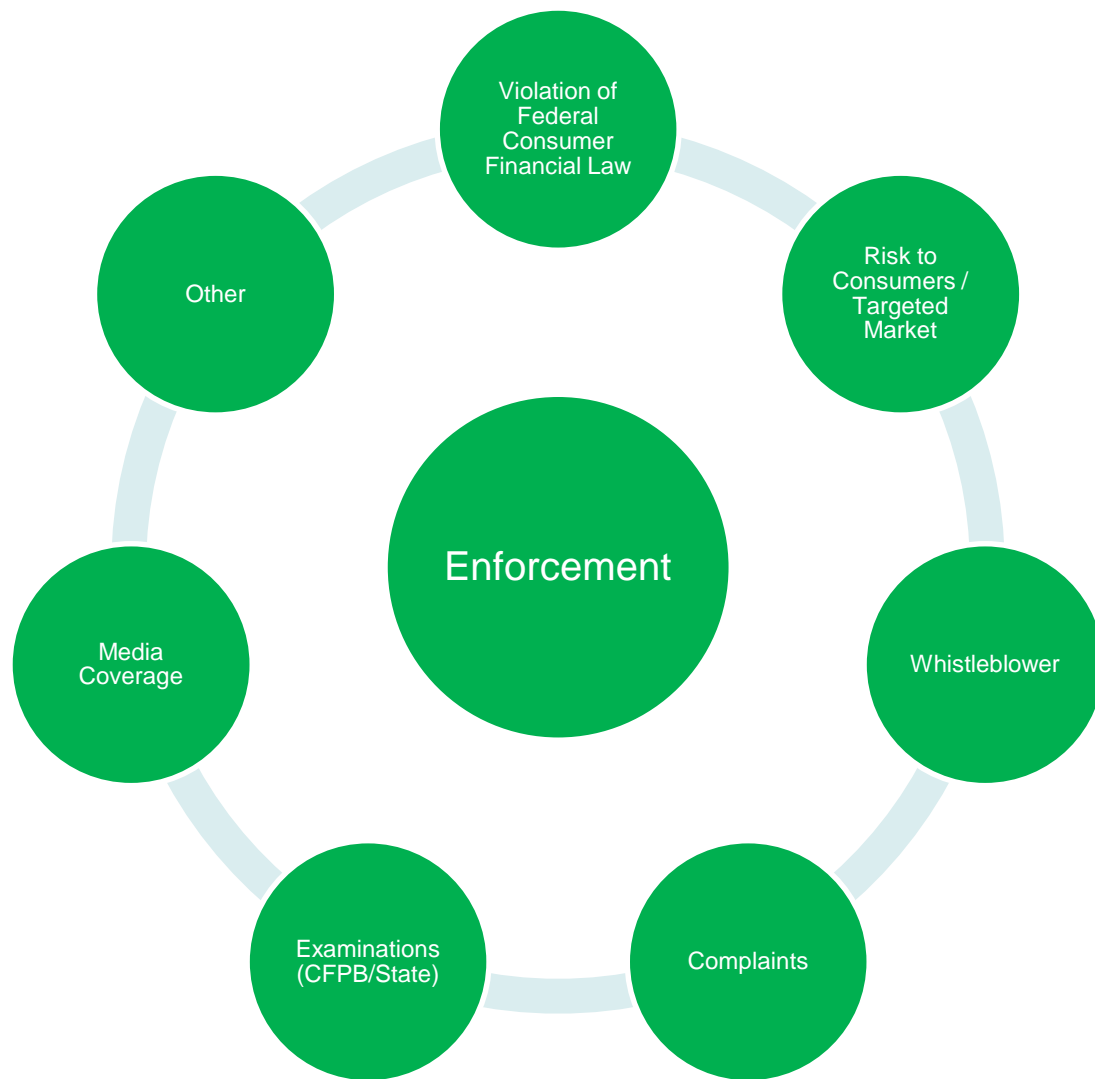 Violation of
Federal
Consumer
Financial Law
Risk to
Consumers /
Targeted
Market
Whistleblower
Complaints
Examinations
(CFPB/State)
Media
Coverage
Other
Enforcement